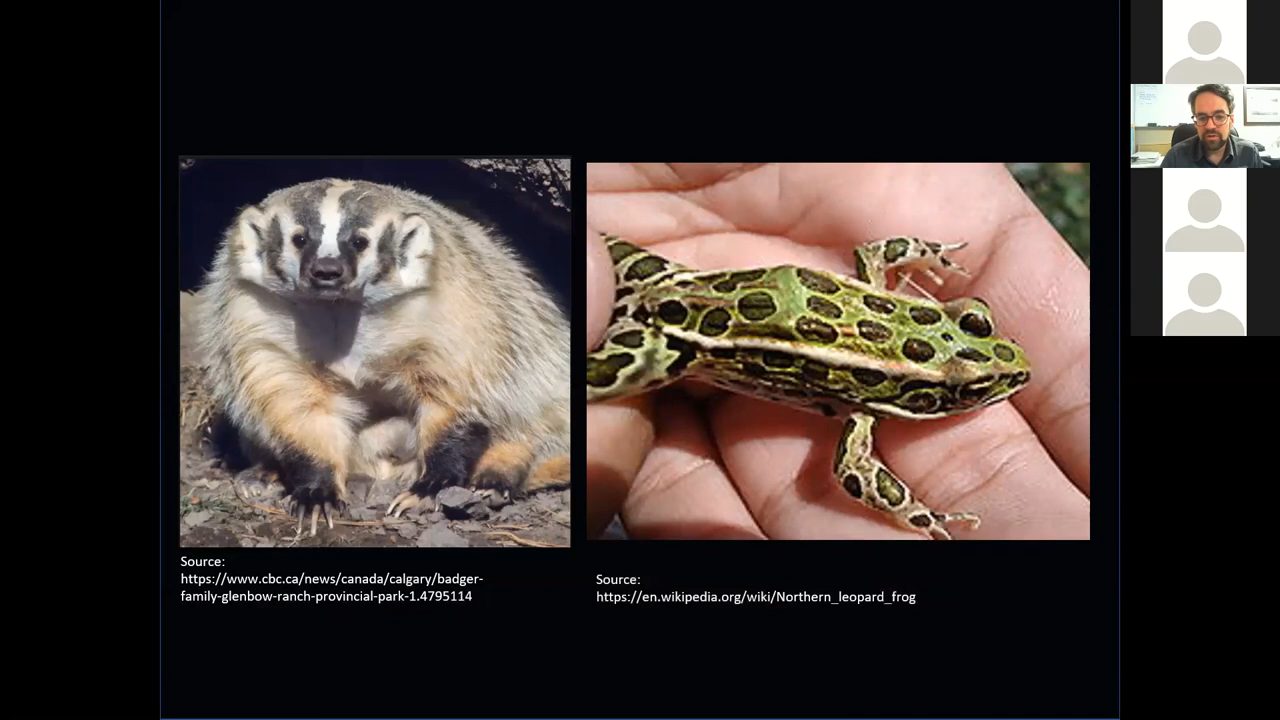 Source:
https://www.cbc.ca/news/canada/calgary/badger-
family-glenbow-ranch-provincial-park-1.4795114
Source:
https://en.wikipedia.org/wiki/Northern_leopard_frog